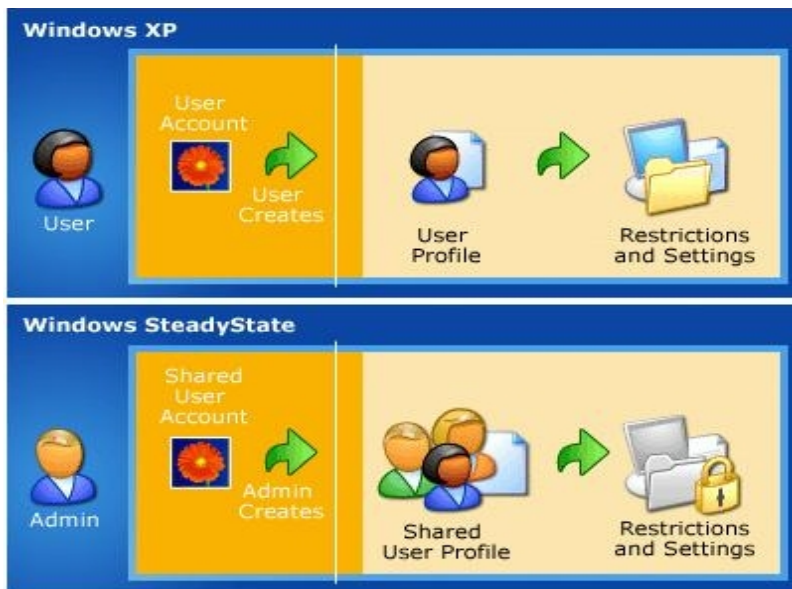 Windows XP
User
Account
User
Creates
User
User
Profile
Restrictions
and Settings
Windows SteadyState
Shared
User
Account
Admin
Creates
Admin
Shared
User Profile
Restrictions
and Settings